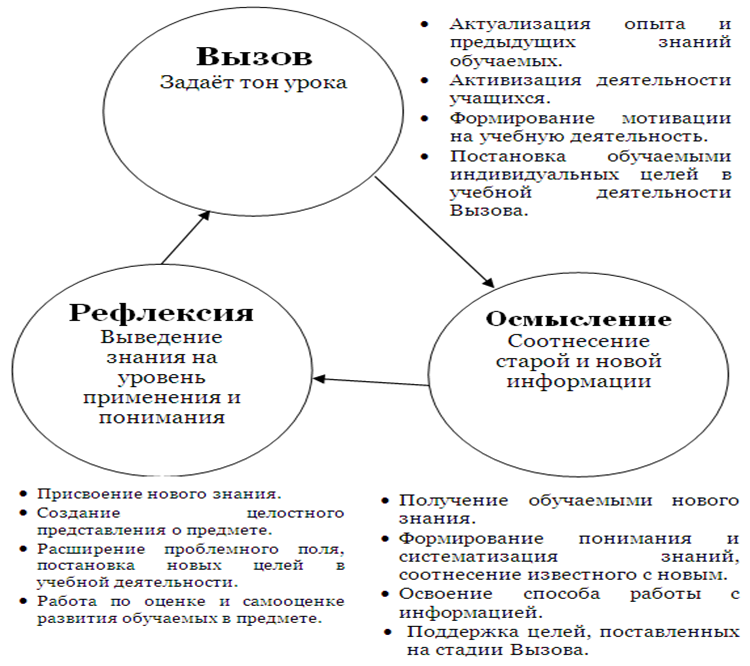 Вызов
Задаёт тон урока
• Актуализация опыта и
предыдущих знаний
обучаемых.
• Активизация деятельности
учащихся.
• Формирование мотивации
на учебную деятельность.
• Постановка обучаемыми
индивидуальных целей в
учебной деятельности
Вызова.
Рефлексия
Выведение
знания на
уровень
применения и
понимания
Осмысление
Соотнесение
старой и новой
информации
• Присвоение нового знания.
• Создание целостного
представления о предмете.
• Расширение проблемного поля,
постановка новых целей в
учебной деятельности.
• Работа по оценке и самооценке
развития обучаемых в предмете.
• Получение обучаемыми нового
знания.
• Формирование понимания и
систематизация знаний,
соотнесение известного с новым.
• Освоение способа работы с
информацией.
• Поддержка целей, поставленных
на стадии Вызова.